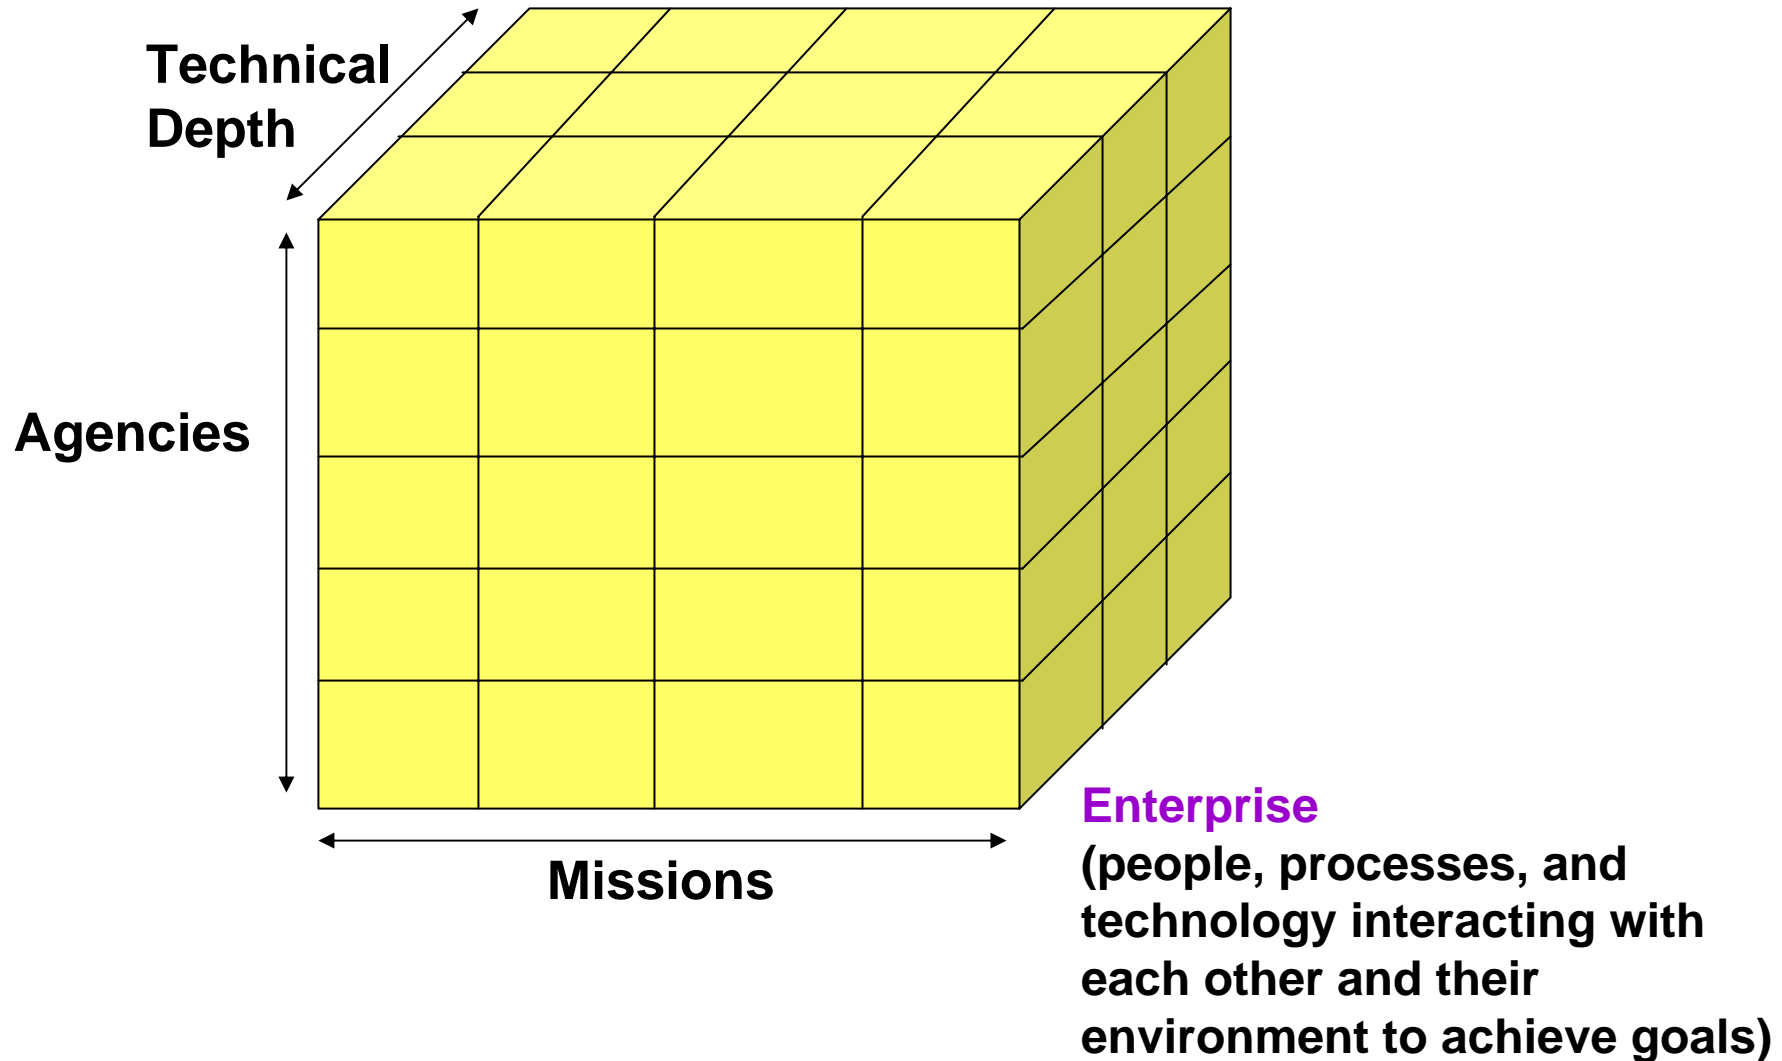 Technical
Depth
Agencies
Missions
Enterprise
(people, processes, and
technology interacting with
each other and their
environment to achieve goals)